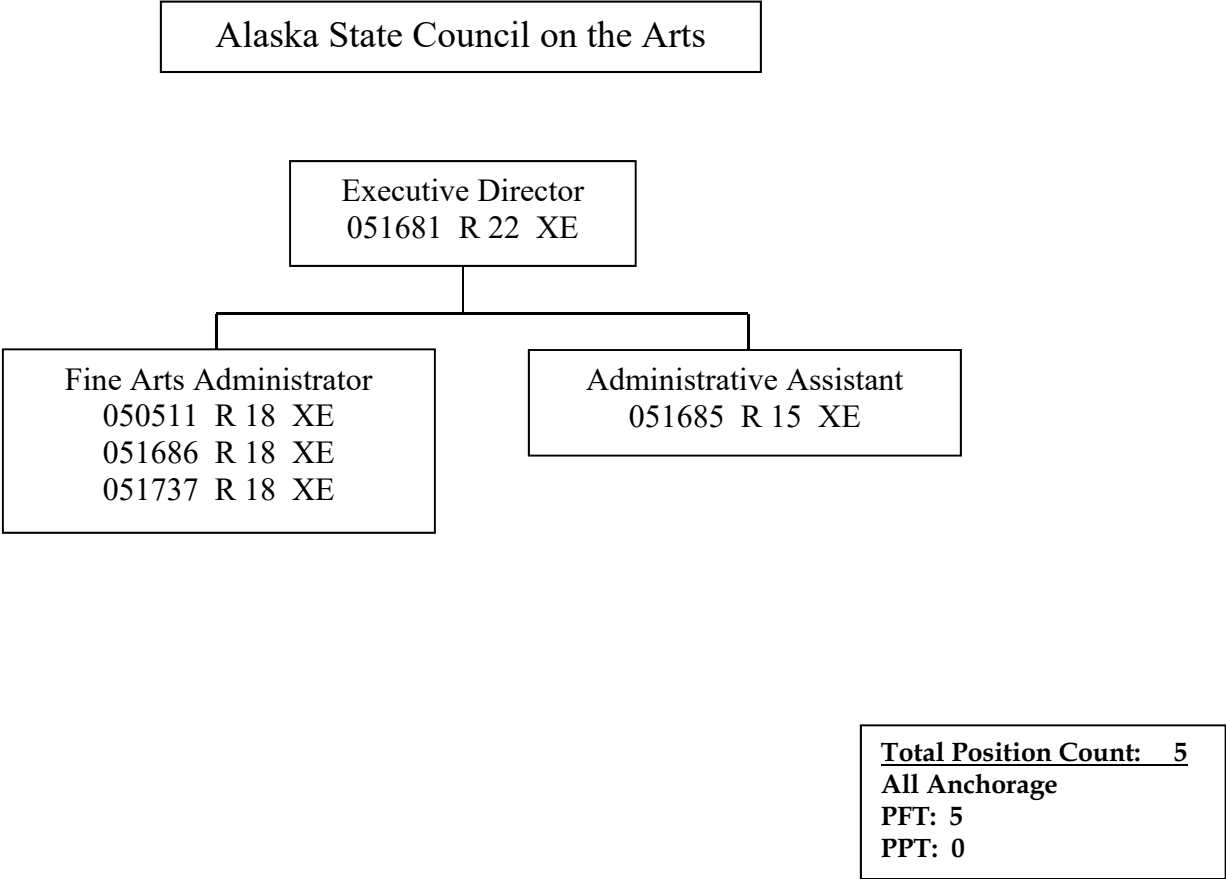 Alaska State Council on the Arts
Executive Director
051681 R 22 XE
Fine Arts Administrator
050511 R 18 XE
051686 R 18 XE
051737 R 18 XE
Administrative Assistant
051685 R 15 XE
Total Position Count: 5
All Anchorage
PFT: 5
PPT: 0